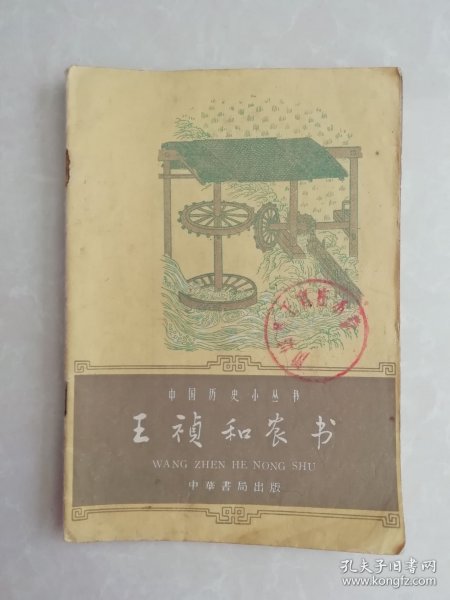 中国历史小丛书
王禎和农书
WANG ZHEN HE NONG SHU
中華書局出版
孔夫子旧书网
www.kongfz.com